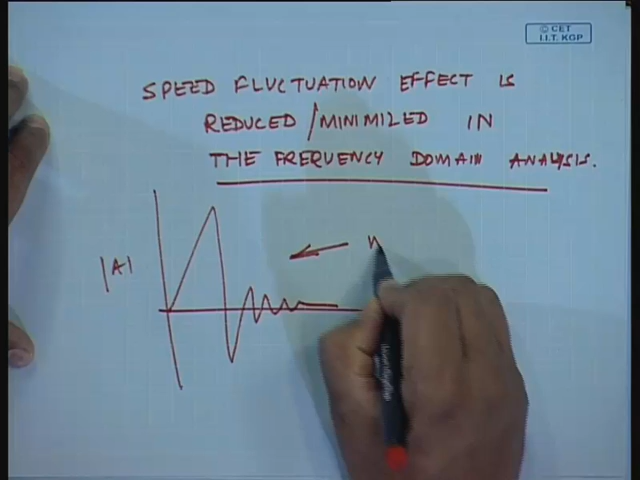 © CET
I.I.T. KGP
SPEED FLUCTUATION EFFECT IS
REDUCED / MINIMIZED IN
THE FREQUENCY DOMAIN ANALYSIS.
|A|